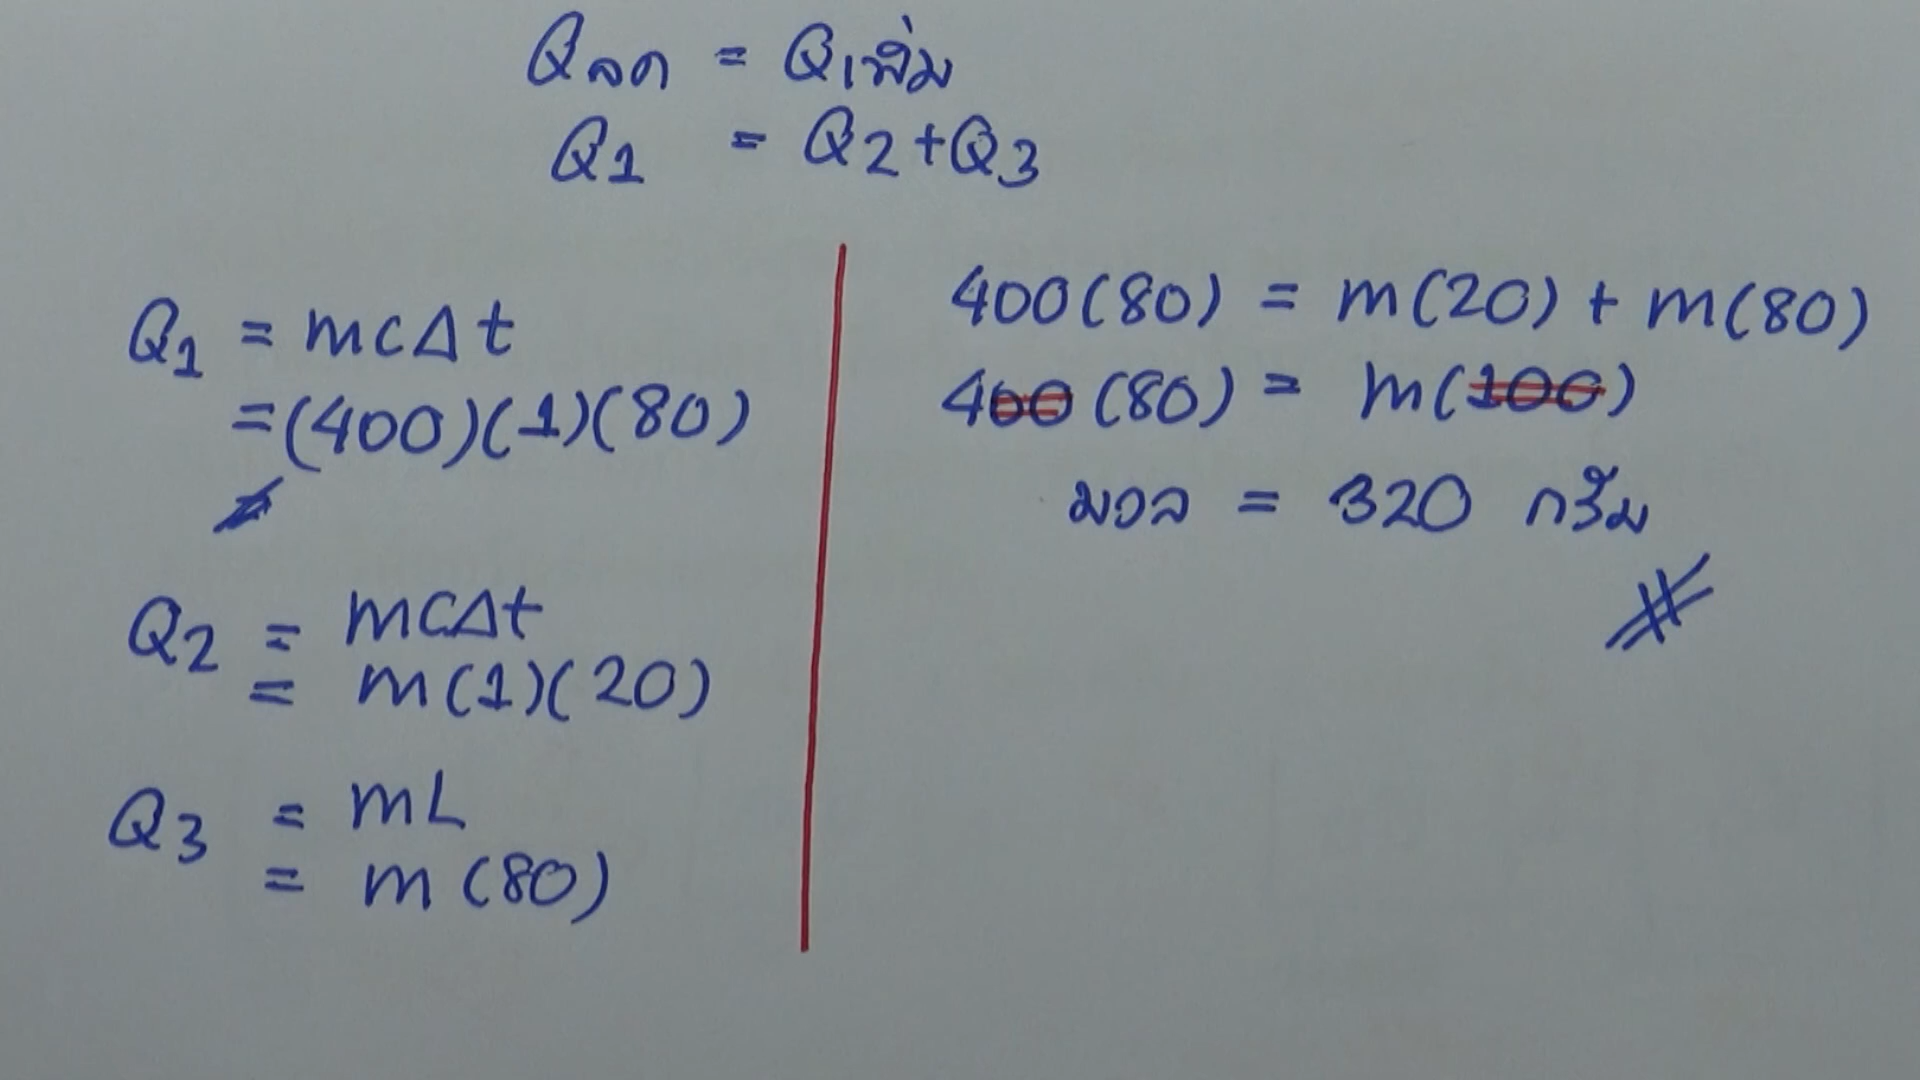 Qลด = Qเพิ่ม
Q1 = Q2+Q3
Q1 = mcΔt
=(400)(1)(80)
Q2 = mcΔt
= m(1)(20)
Q3 = mL
= m(80)
400(80) = m(20) + m(80)
400(80) = m(100)
มวล = 320 กรัม